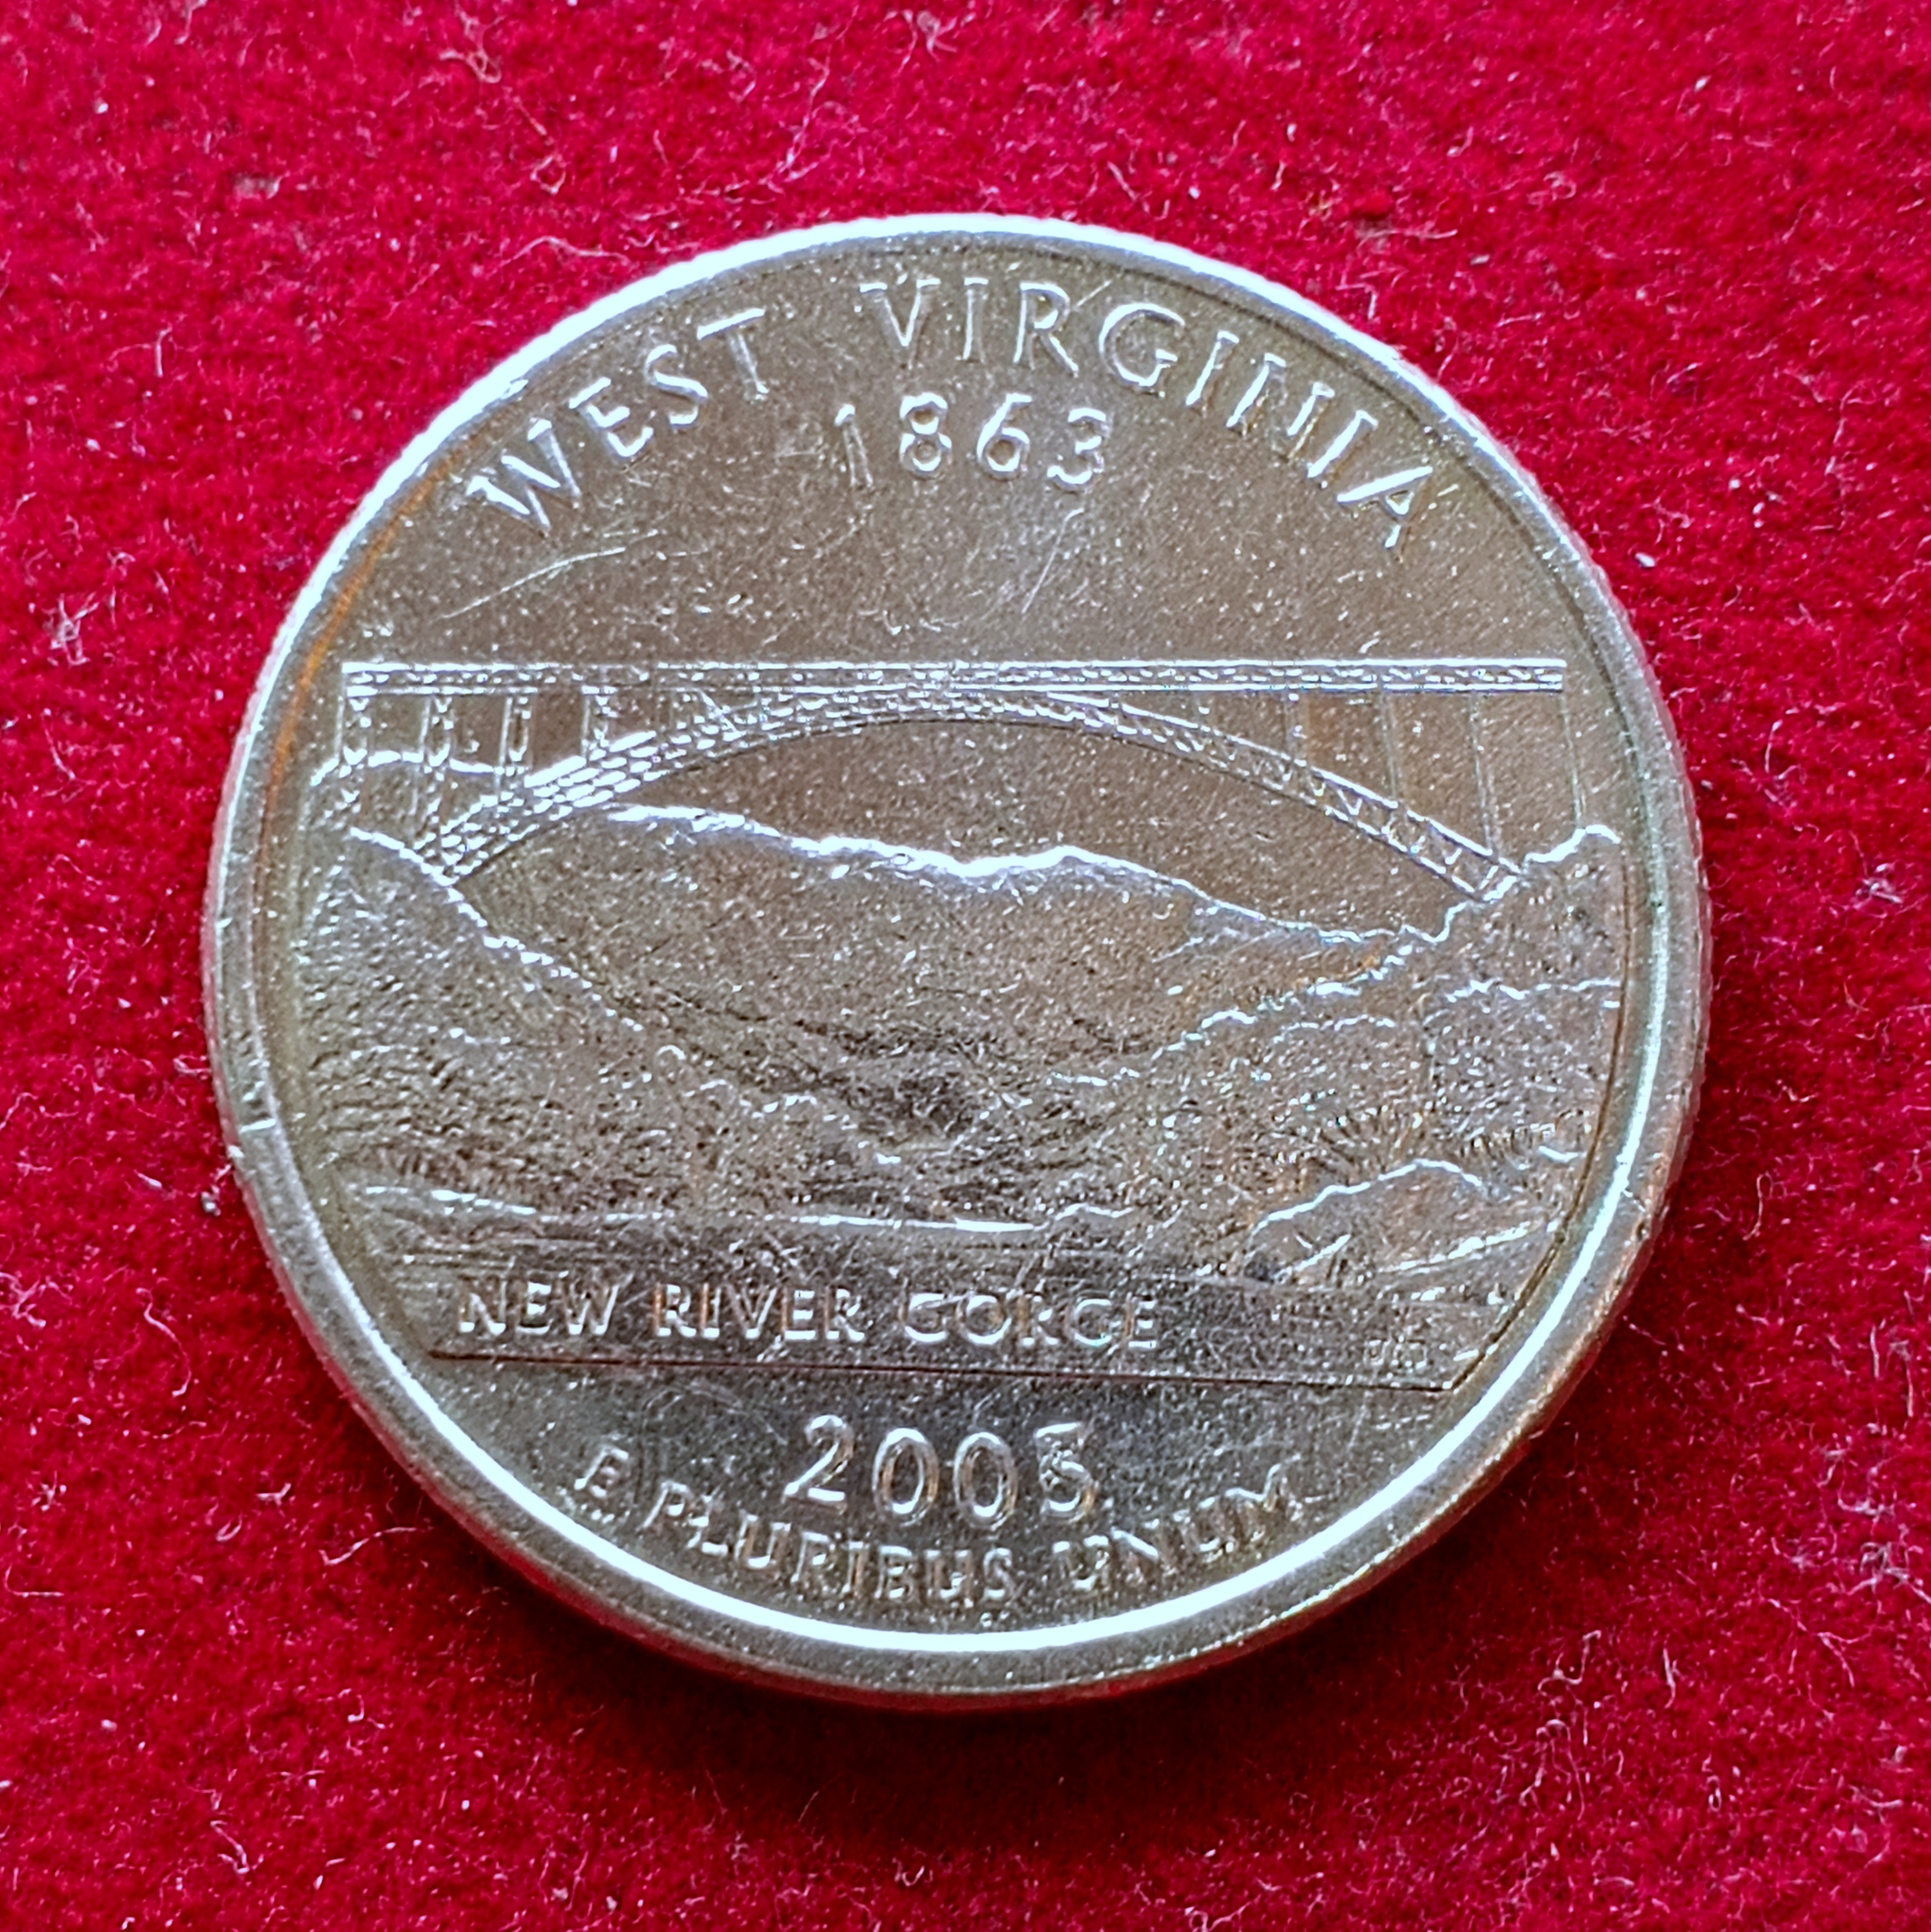 WEST VIRGINIA
1863
NEW RIVER GORGE
2005
E PLURIBUS UNUM